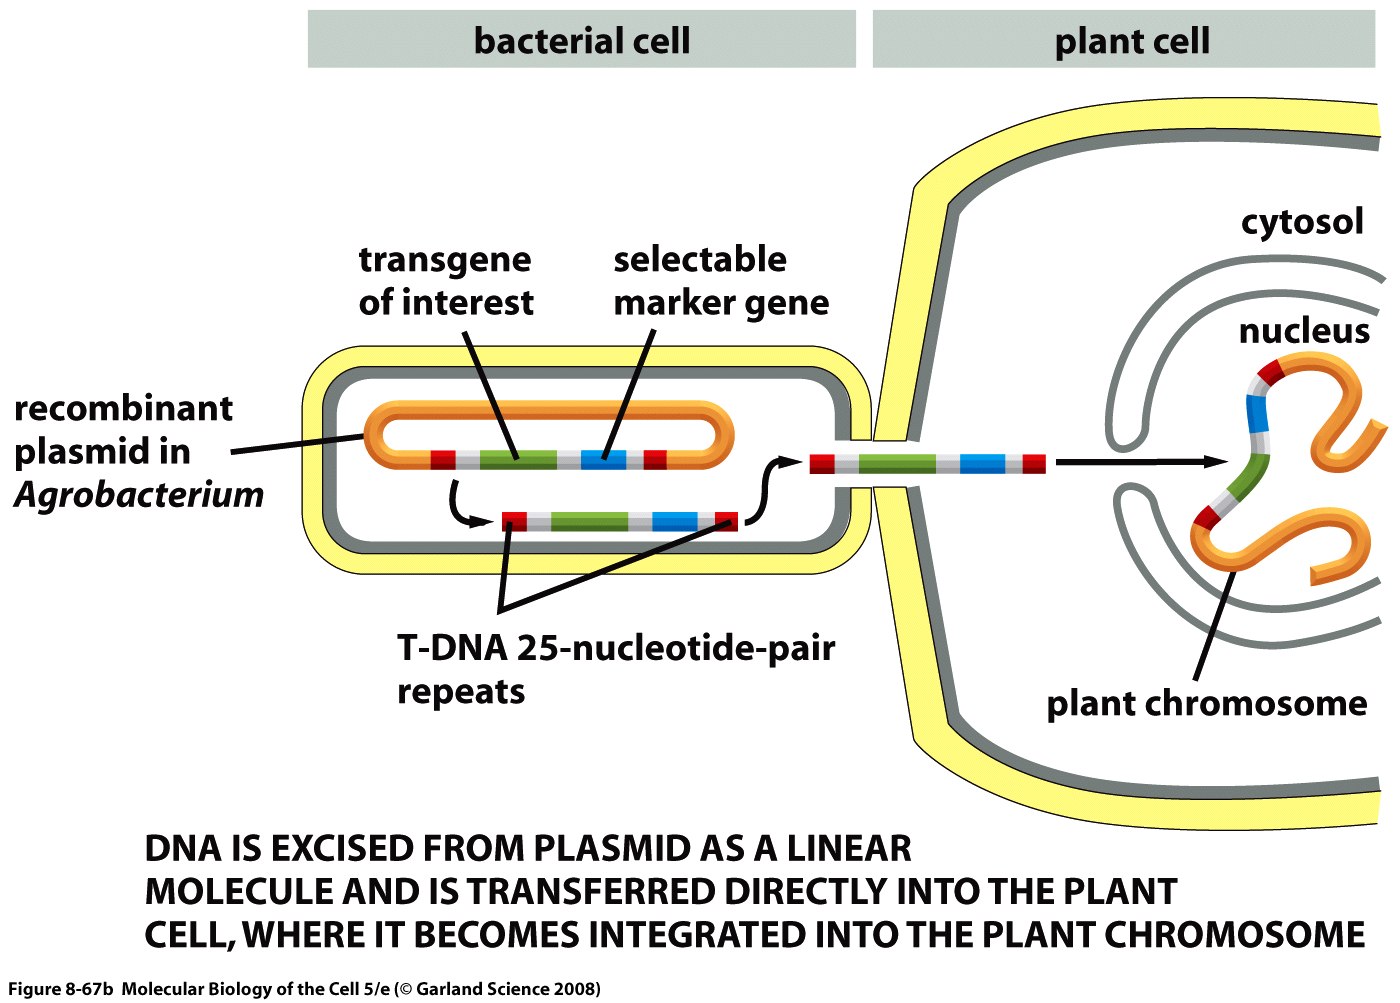 bacterial cell
plant cell
cytosol
transgene
of interest
selectable
marker gene
nucleus
recombinant
plasmid in
Agrobacterium
T-DNA 25-nucleotide-pair
repeats
plant chromosome
DNA IS EXCISED FROM PLASMID AS A LINEAR
MOLECULE AND IS TRANSFERRED DIRECTLY INTO THE PLANT
CELL, WHERE IT BECOMES INTEGRATED INTO THE PLANT CHROMOSOME
Figure 8-67b Molecular Biology of the Cell 5/e (© Garland Science 2008)